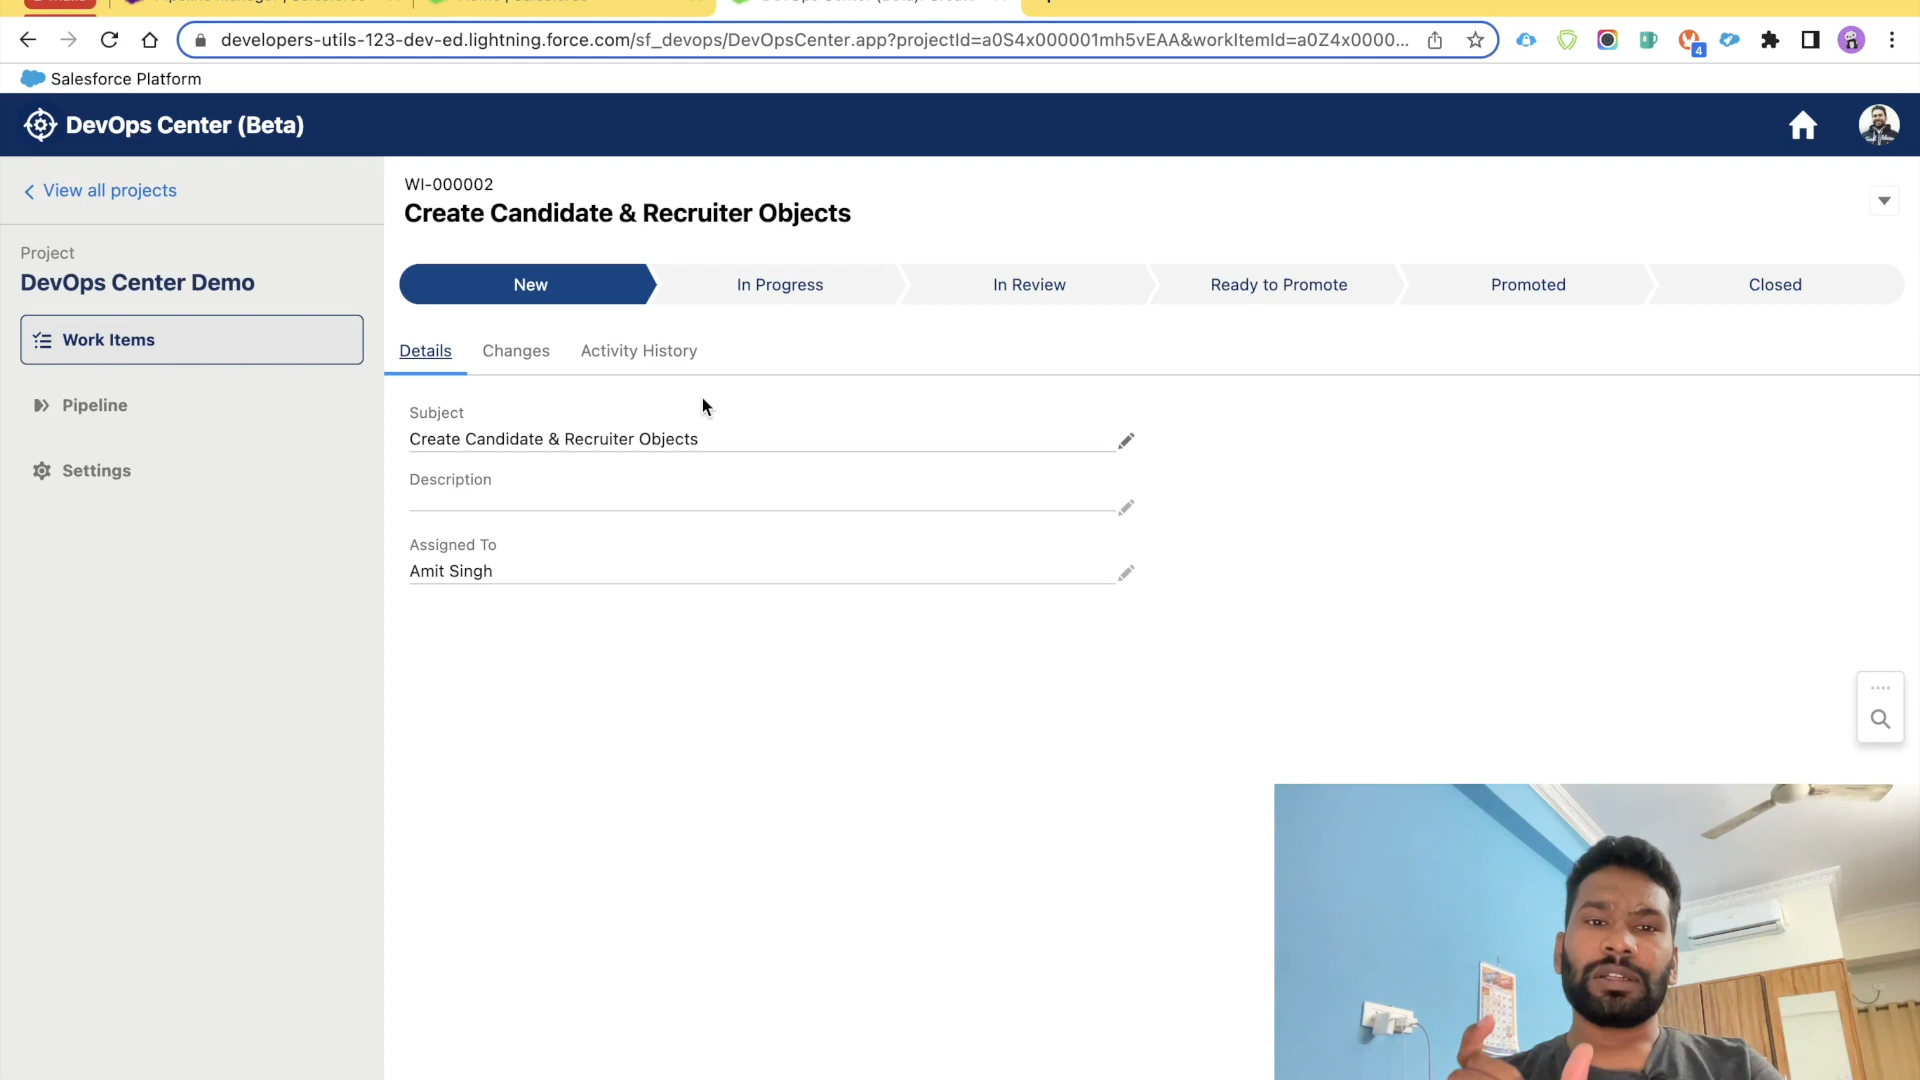 developers-utils-123-dev-ed.lightning.force.com/sf_devops/DevOpsCenter.app?projectId=a0S4x000001mh5vEAA&workItemId=a0Z4x0000...
4
Salesforce Platform
DevOps Center (Beta)
View all projects
Project
DevOps Center Demo
Work Items
Pipeline
Settings
WI-000002
Create Candidate & Recruiter Objects
New
In Progress
In Review
Ready to Promote
Promoted
Closed
Details
Changes
Activity History
Subject
Create Candidate & Recruiter Objects
Description
Assigned To
Amit Singh